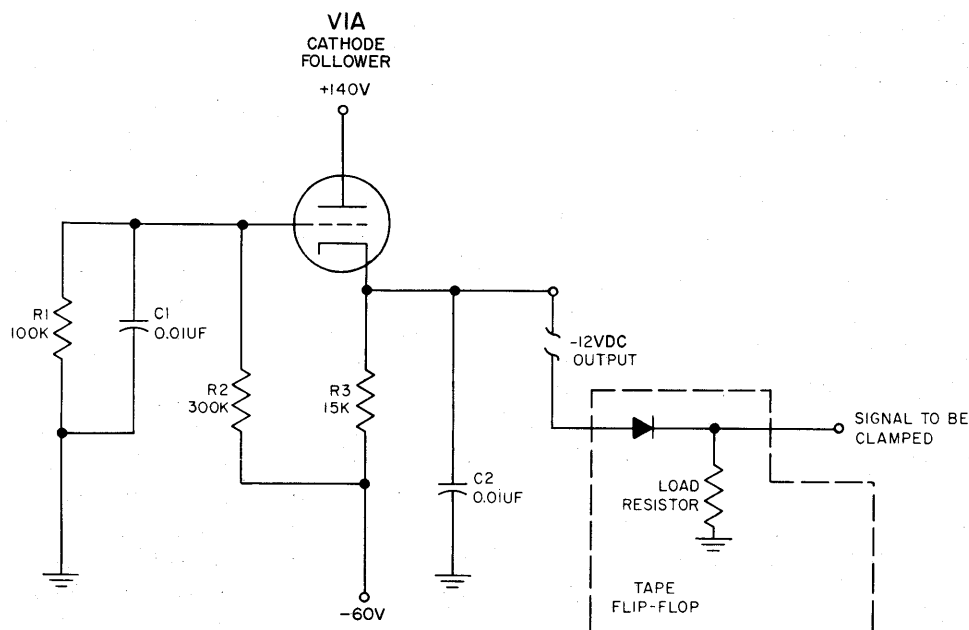 V1A
CATHODE
FOLLOWER
+140V
R1
100K
C1
0.01UF
R2
300K
R3
15K
C2
0.01UF
-12VDC
OUTPUT
SIGNAL TO BE
CLAMPED
LOAD
RESISTOR
TAPE
FLIP-FLOP
-60V